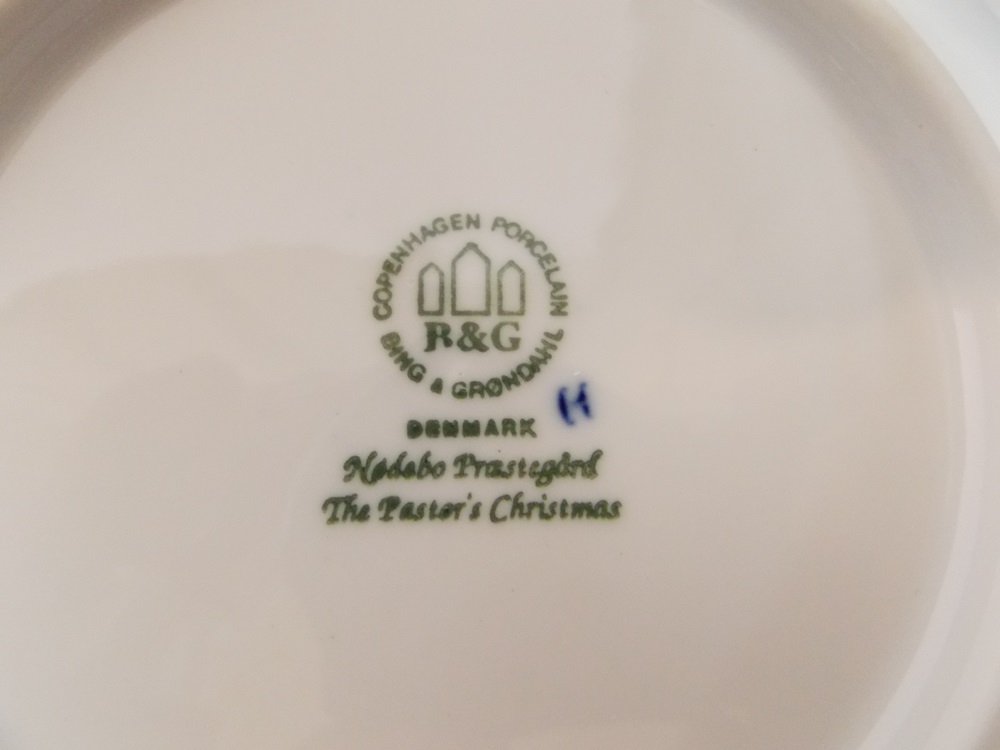 COPENHAGEN PORCELAIN
B&G
BING & GRØNDAHL
H
DENMARK
Nødebo Præstegård
The Pastor's Christmas